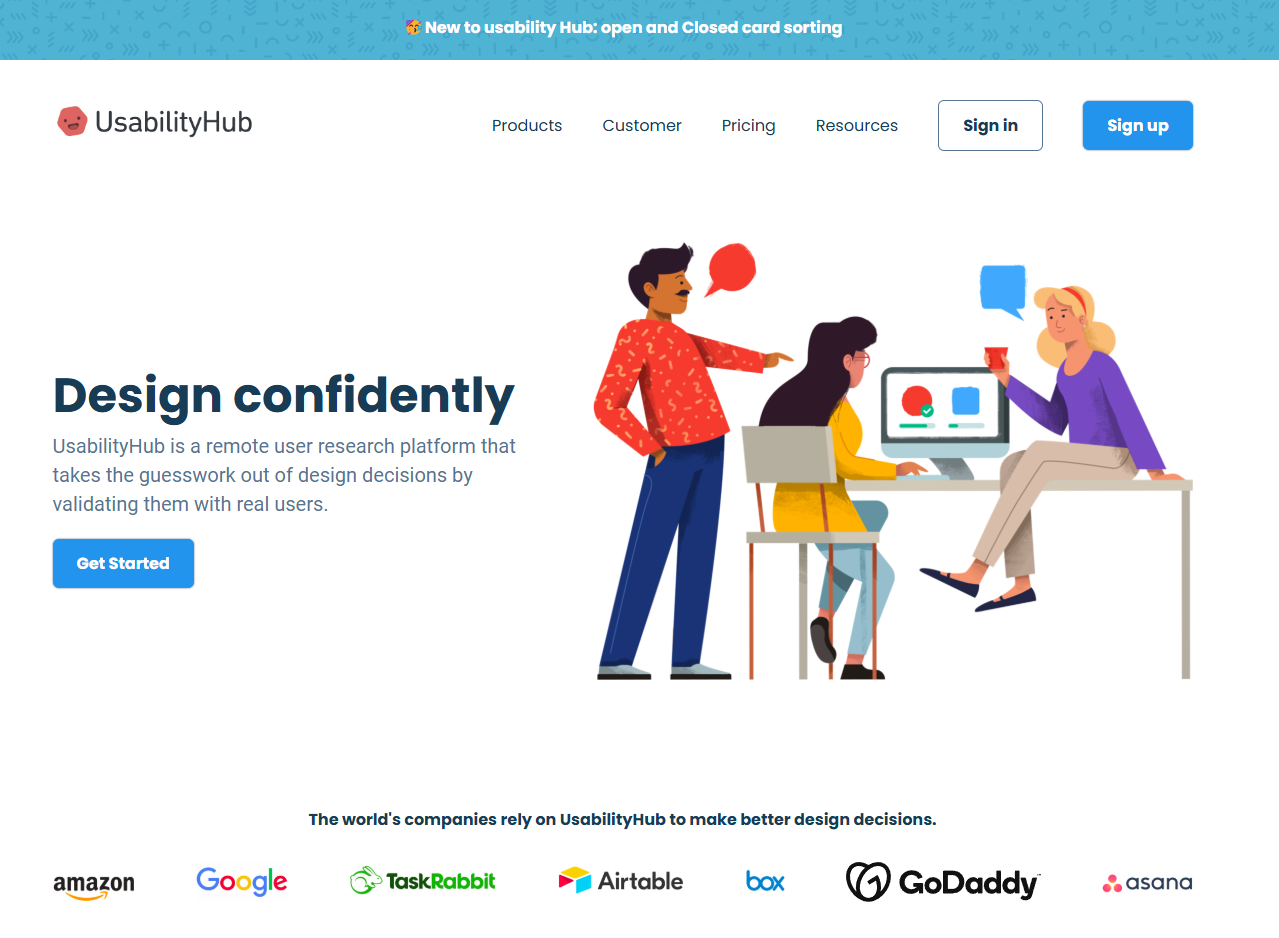 🥳 New to usability Hub: open and Closed card sorting
UsabilityHub
Products Customer Pricing Resources Sign in Sign up
Design confidently
UsabilityHub is a remote user research platform that
takes the guesswork out of design decisions by
validating them with real users.
Get Started
The world's companies rely on UsabilityHub to make better design decisions.
amazon Google TaskRabbit Airtable box GoDaddy™ asana